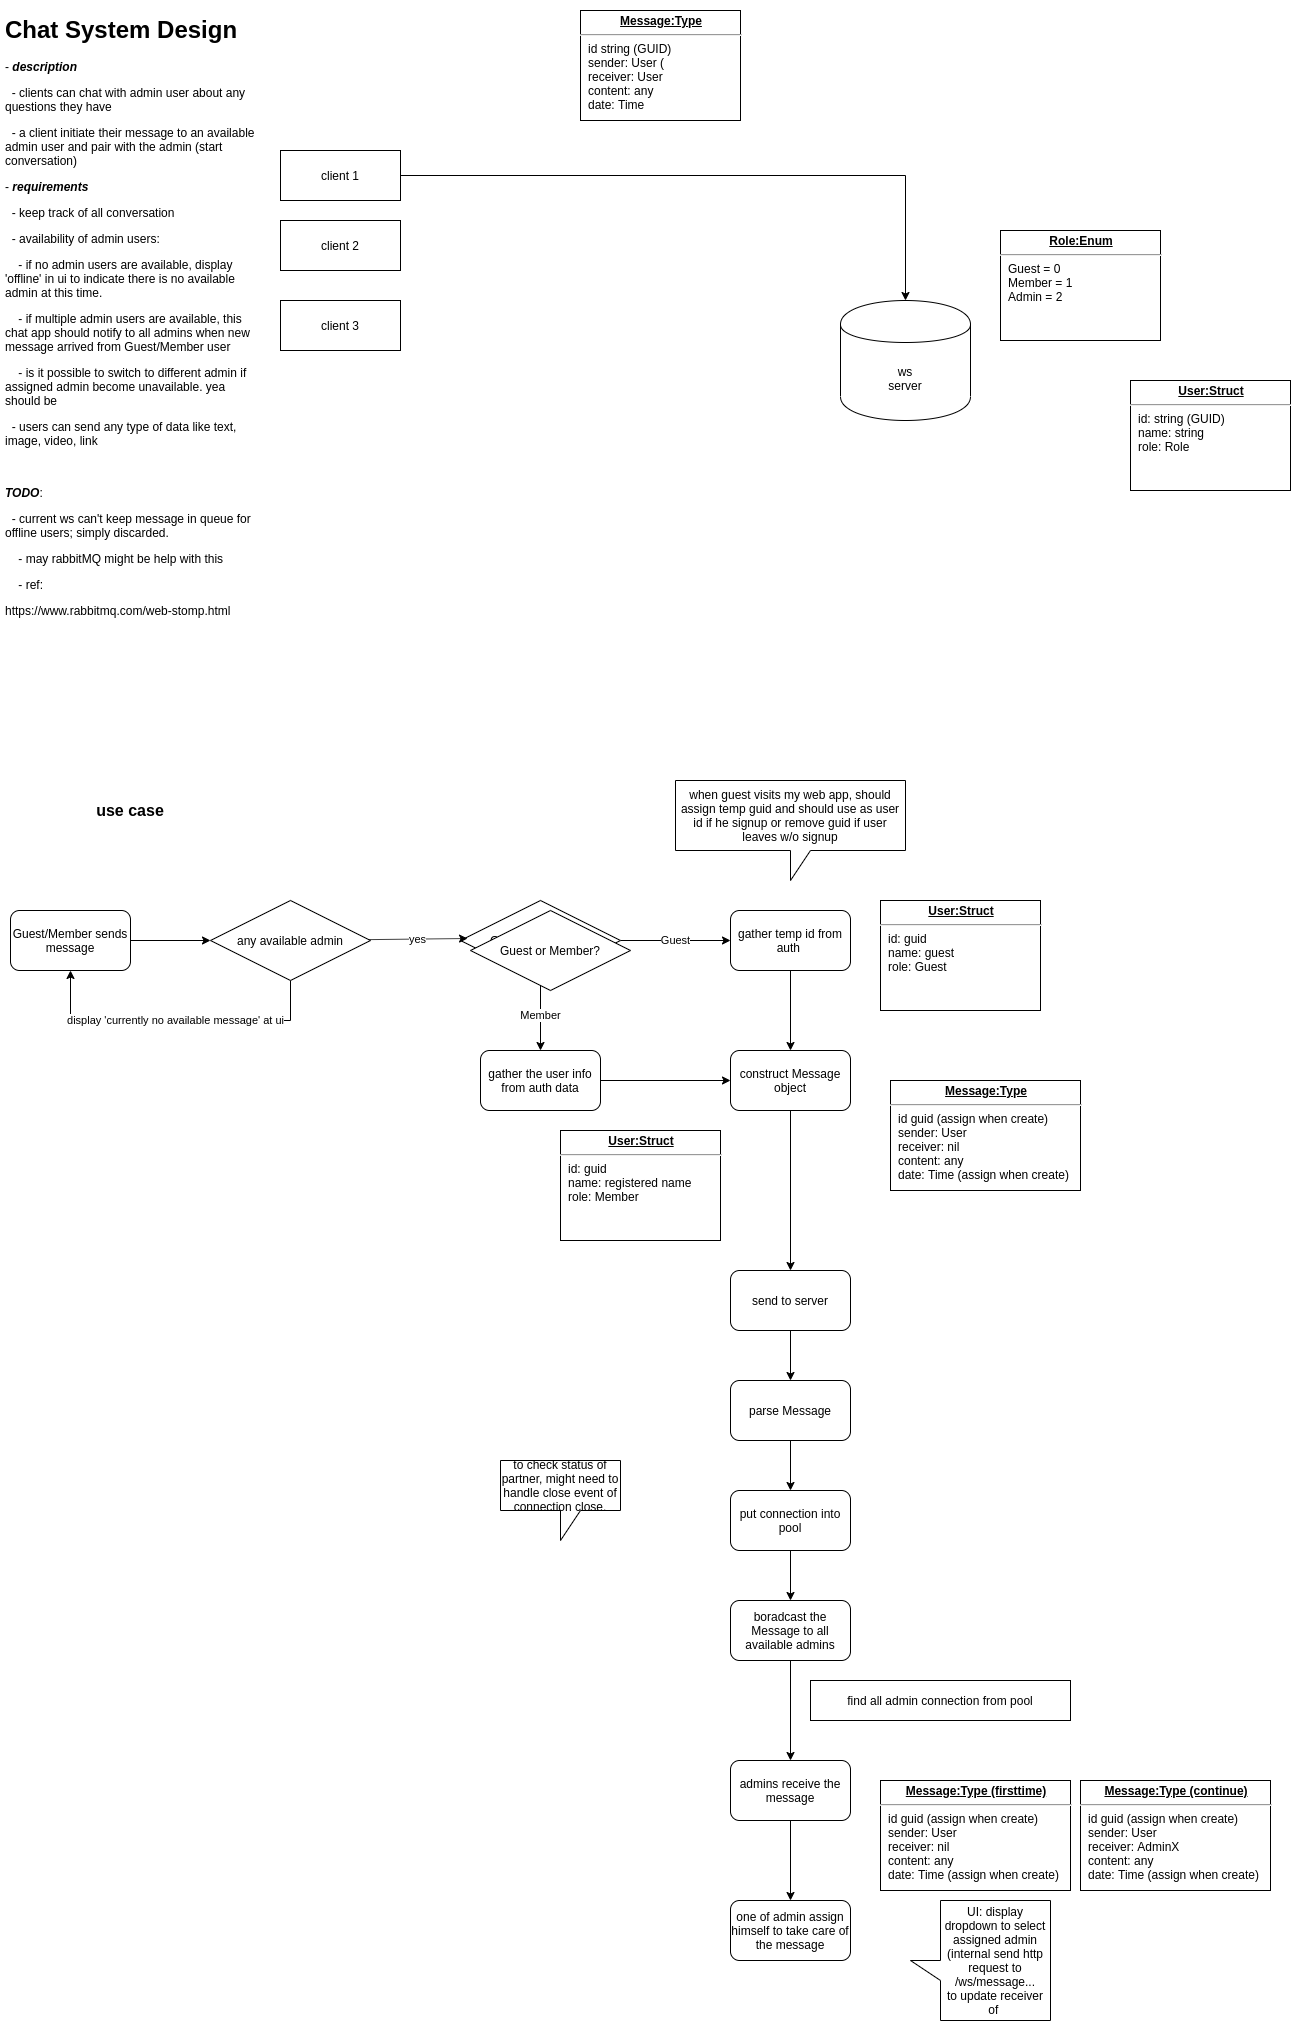 Chat System Design
- description
- clients can chat with admin user about any
questions they have
- a client initiate their message to an available
admin user and pair with the admin (start
conversation)
- requirements
- keep track of all conversation
- availability of admin users:
- if no admin users are available, display
'offline' in ui to indicate there is no available
admin at this time.
- if multiple admin users are available, this
chat app should notify to all admins when new
message arrived from Guest/Member user
- is it possible to switch to different admin if
assigned admin become unavailable. yea
should be
- users can send any type of data like text,
image, video, link
TODO:
- current ws can't keep message in queue for
offline users; simply discarded.
- may rabbitMQ might be help with this
- ref:
https://www.rabbitmq.com/web-stomp.html
Message:Type
id string (GUID)
sender: User (
receiver: User
content: any
date: Time
client 1
client 2
client 3
ws
server
Role:Enum
Guest = 0
Member = 1
Admin = 2
User:Struct
id: string (GUID)
name: string
role: Role
use case
when guest visits my web app, should
assign temp guid and should use as user
id if he signup or remove guid if user
leaves w/o signup
Guest/Member sends
message
any available admin
yes
Guest or Member?
Guest
gather temp id from
auth
User:Struct
id: guid
name: guest
role: Guest
display 'currently no available message' at ui
Member
gather the user info
from auth data
construct Message
object
Message:Type
id guid (assign when create)
sender: User
receiver: nil
content: any
date: Time (assign when create)
User:Struct
id: guid
name: registered name
role: Member
send to server
parse Message
to check status of
partner, might need to
handle close event of
connection close.
put connection into
pool
boradcast the
Message to all
available admins
find all admin connection from pool
admins receive the
message
Message:Type (firsttime)
id guid (assign when create)
sender: User
receiver: nil
content: any
date: Time (assign when create)
Message:Type (continue)
id guid (assign when create)
sender: User
receiver: AdminX
content: any
date: Time (assign when create)
one of admin assign
himself to take care of
the message
UI: display
dropdown to select
assigned admin
(internal send http
request to
/ws/message...
to update receiver
of